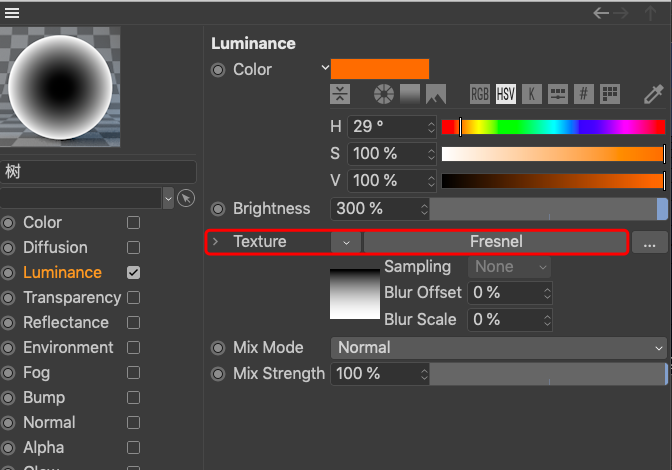 Luminance
Color
RGB HSV K #
H 29 °
S 100 %
V 100 %
Brightness 300 %
Texture Fresnel ...
Sampling None
Blur Offset 0 %
Blur Scale 0 %
Mix Mode Normal
Mix Strength 100 %
树
Color
Diffusion
Luminance
Transparency
Reflectance
Environment
Fog
Bump
Normal
Alpha